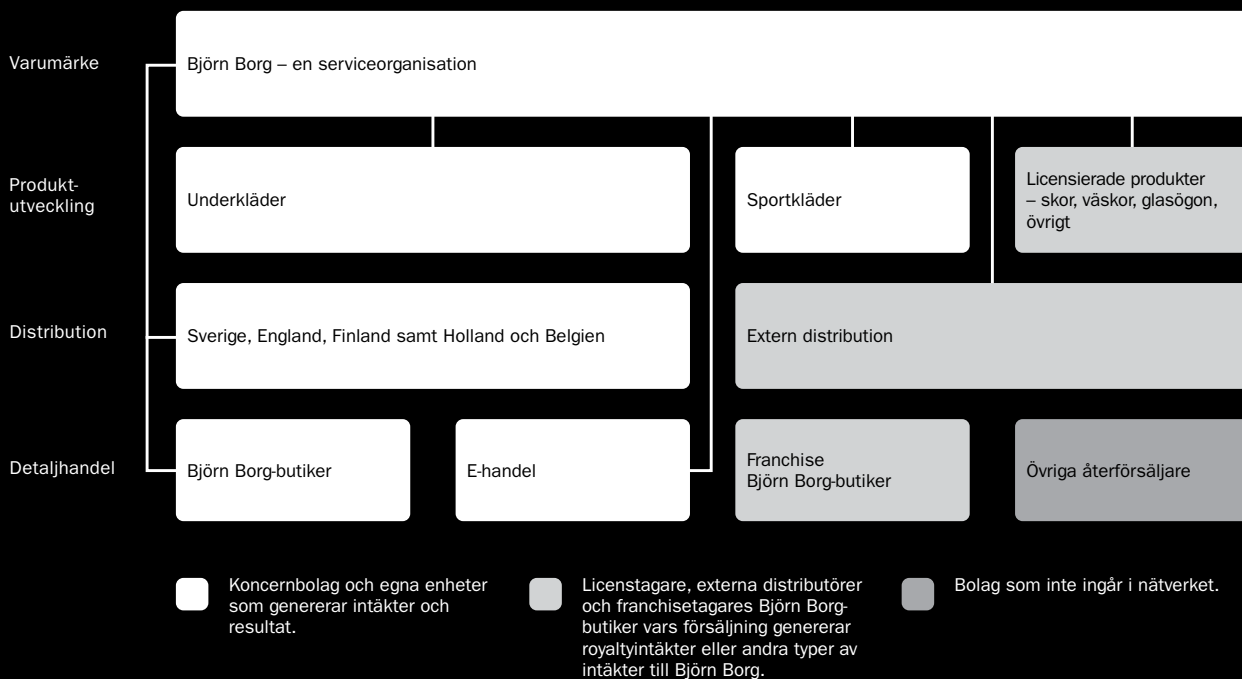 Varumärke
Björn Borg – en serviceorganisation
Produkt-
utveckling
Underkläder
Sportkläder
Licensierade produkter
– skor, väskor, glasögon,
övrigt
Distribution
Sverige, England, Finland samt Holland och Belgien
Extern distribution
Detaljhandel
Björn Borg-butiker
E-handel
Franchise
Björn Borg-butiker
Övriga återförsäljare
Koncernbolag och egna enheter
som genererar intäkter och
resultat.
Licenstagare, externa distributörer
och franchisetagares Björn Borg-
butiker vars försäljning genererar
royaltyintäkter eller andra typer av
intäkter till Björn Borg.
Bolag som inte ingår i nätverket.